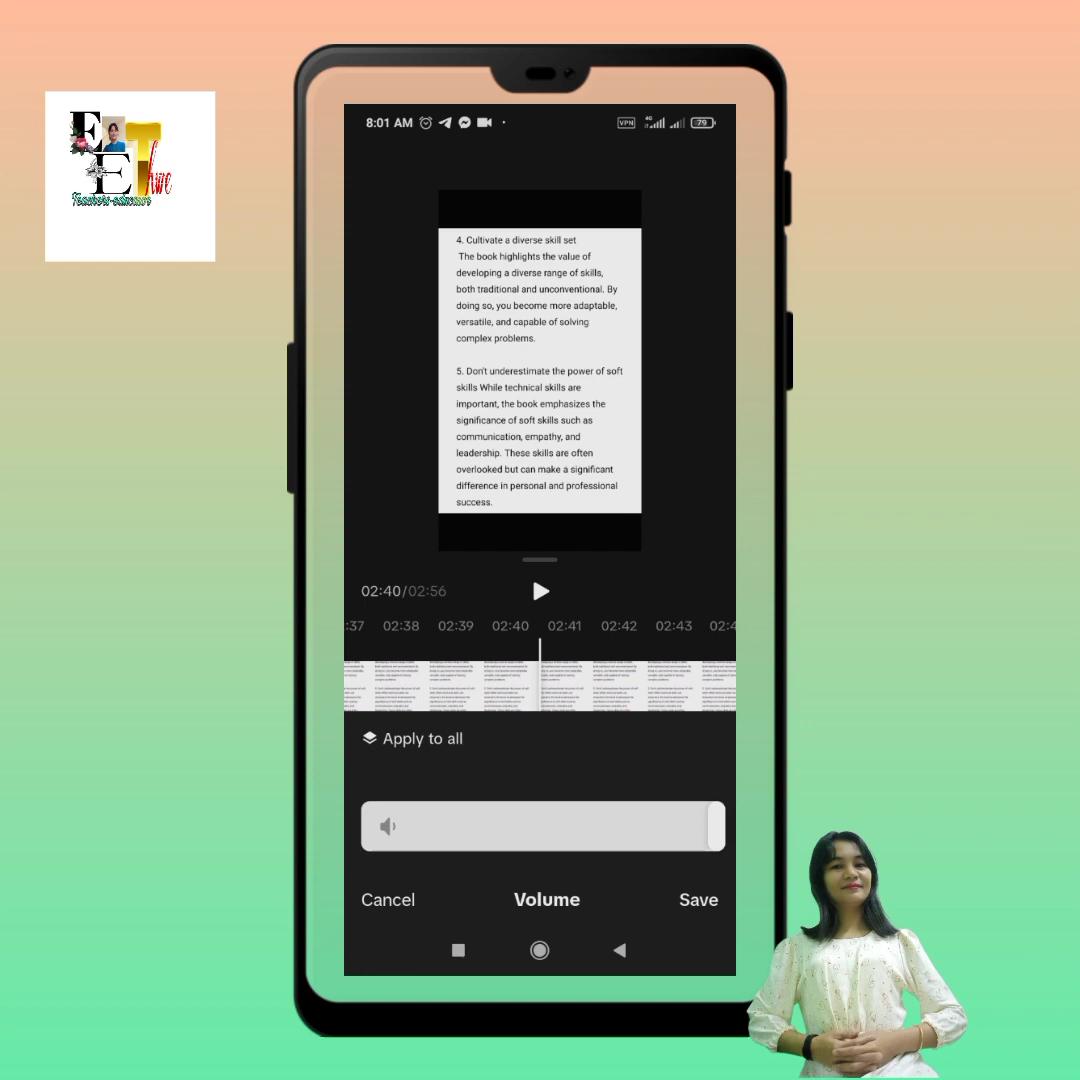 E
T
E
hwe
Teachers-educator
8:01 AM
VPN
4G
79
4. Cultivate a diverse skill set
The book highlights the value of
developing a diverse range of skills,
both traditional and unconventional. By
doing so, you become more adaptable,
versatile, and capable of solving
complex problems.
5. Don't underestimate the power of soft
skills While technical skills are
important, the book emphasizes the
significance of soft skills such as
communication, empathy, and
leadership. These skills are often
overlooked but can make a significant
difference in personal and professional
success.
02:40/02:56
:37 02:38 02:39 02:40 02:41 02:42 02:43 02:4
Apply to all
Cancel Volume Save